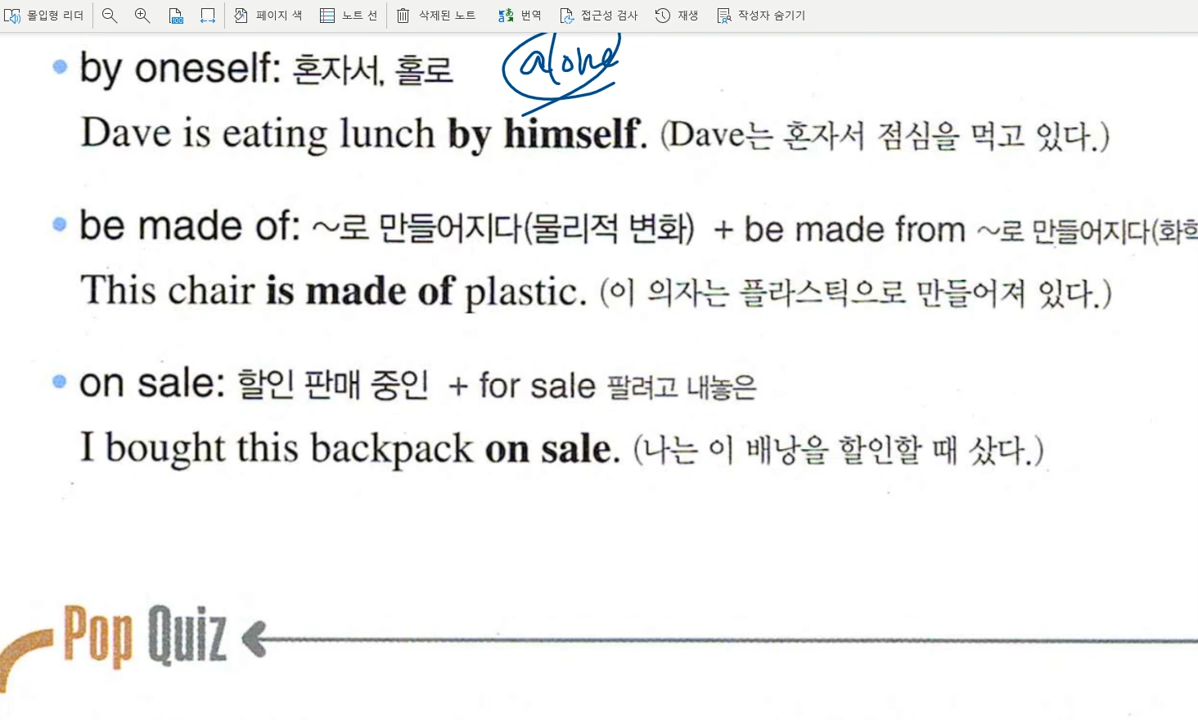 몰입형 리더 페이지 색 노트 선 삭제된 노트 번역 접근성 검사 재생 작성자 숨기기
• by oneself: 혼자서, 홀로 alone
Dave is eating lunch by himself. (Dave는 혼자서 점심을 먹고 있다.)
• be made of: ~로 만들어지다(물리적 변화) + be made from ~로 만들어지다(화학
This chair is made of plastic. (이 의자는 플라스틱으로 만들어져 있다.)
• on sale: 할인 판매 중인 + for sale 팔려고 내놓은
I bought this backpack on sale. (나는 이 배낭을 할인할 때 샀다.)
Pop Quiz